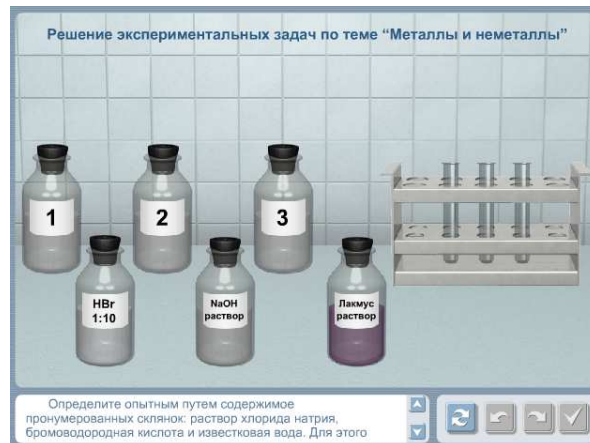 Решение экспериментальных задач по теме “Металлы и неметаллы”
1
2
3
HBr
1:10
NaOH
раствор
Лакмус
раствор
Определите опытным путем содержимое
пронумерованных склянок: раствор хлорида натрия,
бромоводородная кислота и известковая вода. Для этого